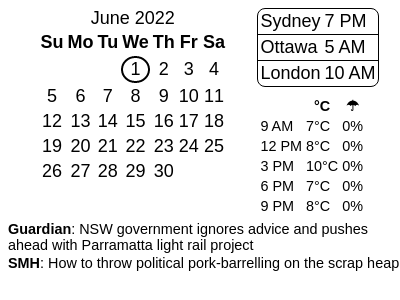 June 2022
Su Mo Tu We Th Fr Sa
1 2 3 4
5 6 7 8 9 10 11
12 13 14 15 16 17 18
19 20 21 22 23 24 25
26 27 28 29 30
Sydney 7 PM
Ottawa 5 AM
London 10 AM
°C ☂
9 AM 7°C 0%
12 PM 8°C 0%
3 PM 10°C 0%
6 PM 7°C 0%
9 PM 8°C 0%
Guardian: NSW government ignores advice and pushes
ahead with Parramatta light rail project
SMH: How to throw political pork-barrelling on the scrap heap